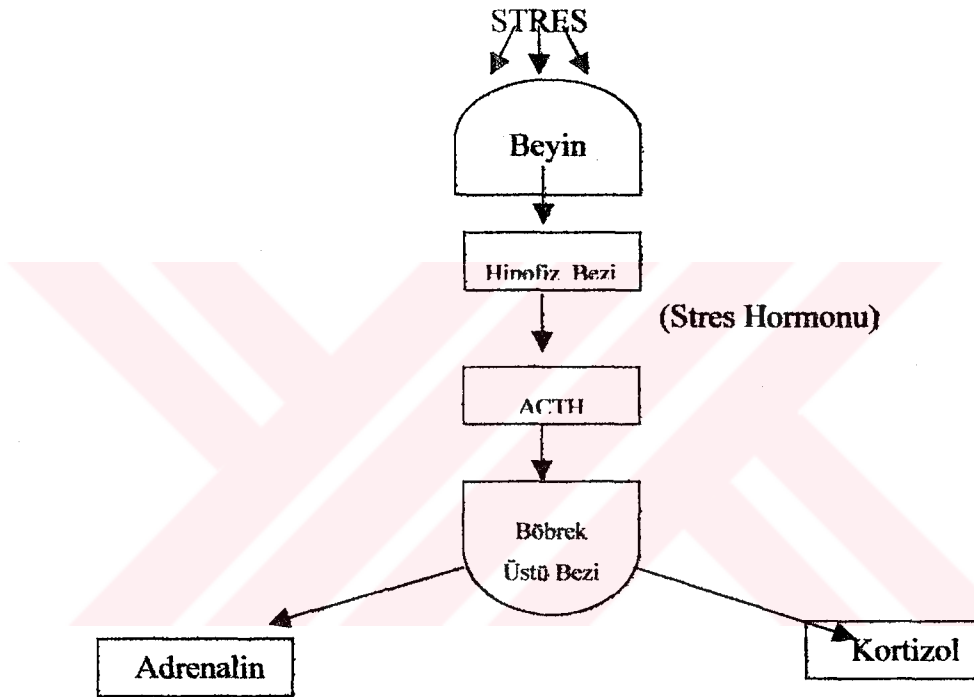 STRES
Beyin
Hipofiz Bezi
(Stres Hormonu)
ACTH
Böbrek
Üstü Bezi
Adrenalin
Kortizol